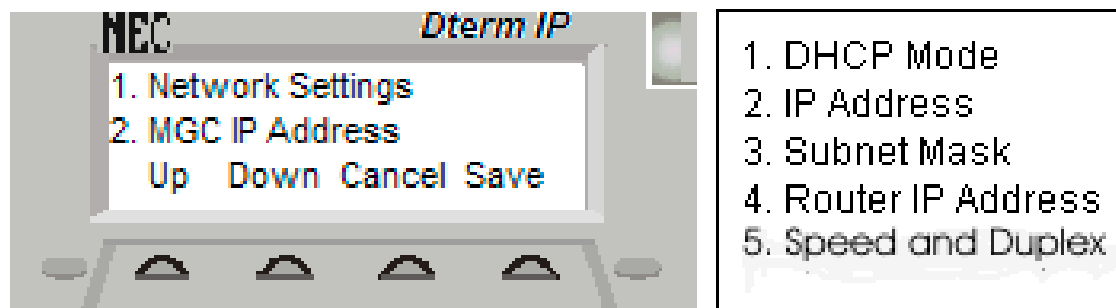 NEC Dterm IP
1. Network Settings
2. MGC IP Address
Up Down Cancel Save
1. DHCP Mode
2. IP Address
3. Subnet Mask
4. Router IP Address
5. Speed and Duplex